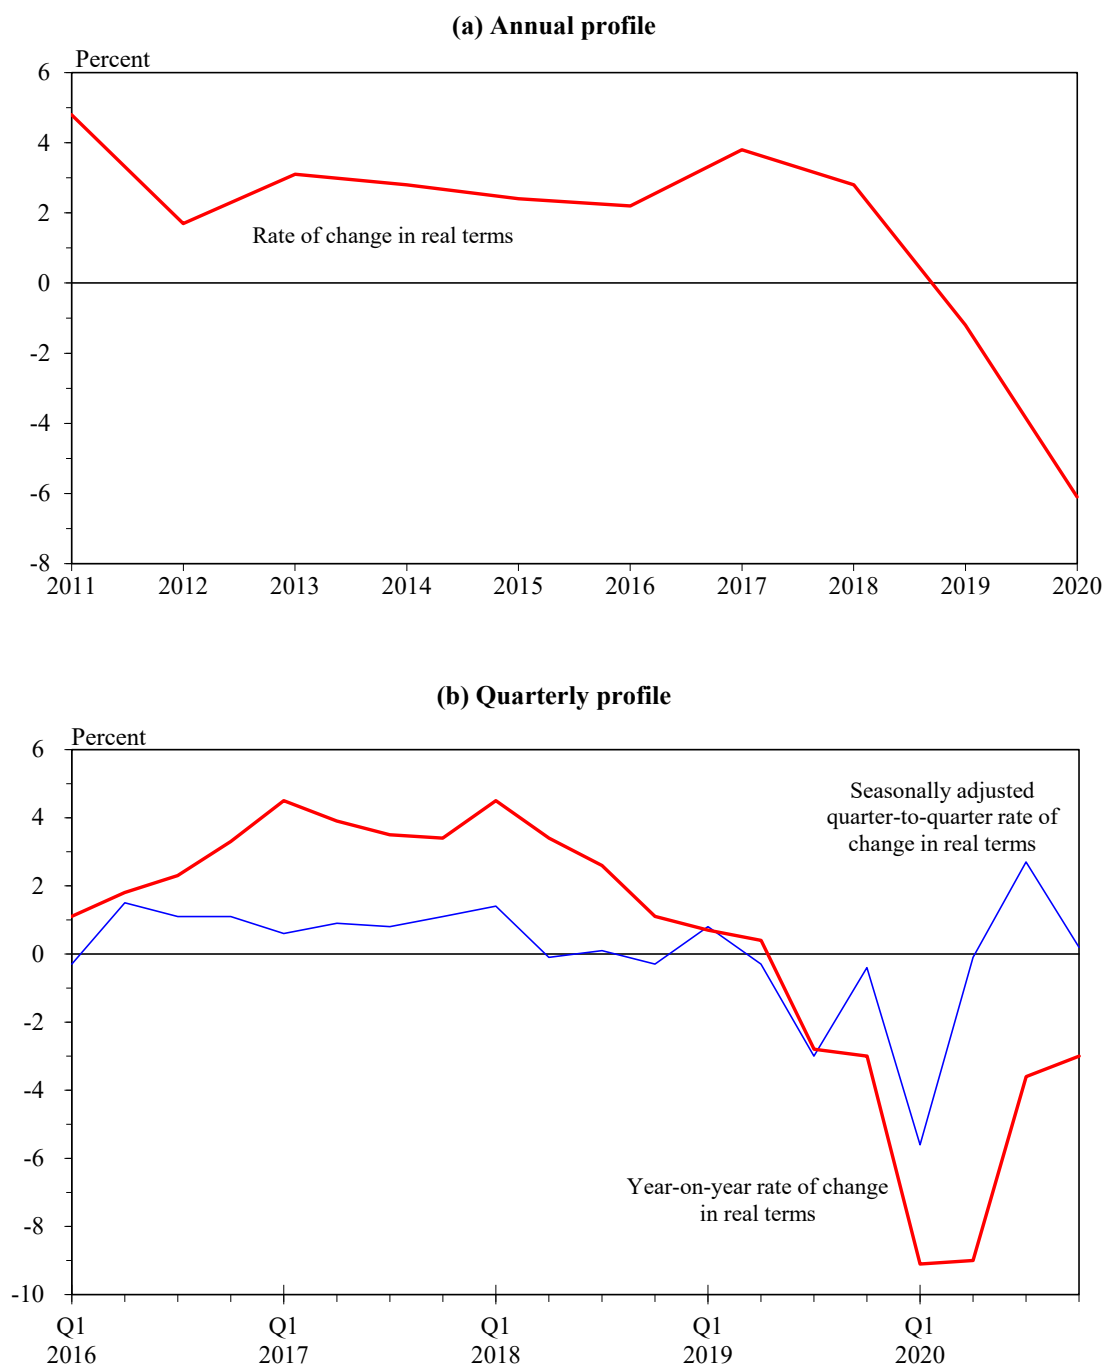 (a) Annual profile
Percent
6
4
2
Rate of change in real terms
0
-2
-4
-6
-8
2011 2012 2013 2014 2015 2016 2017 2018 2019 2020
(b) Quarterly profile
Percent
6
Seasonally adjusted
quarter-to-quarter rate of
change in real terms
4
2
0
-2
-4
-6
Year-on-year rate of change
in real terms
-8
-10
Q1 Q1 Q1 Q1 Q1
2016 2017 2018 2019 2020